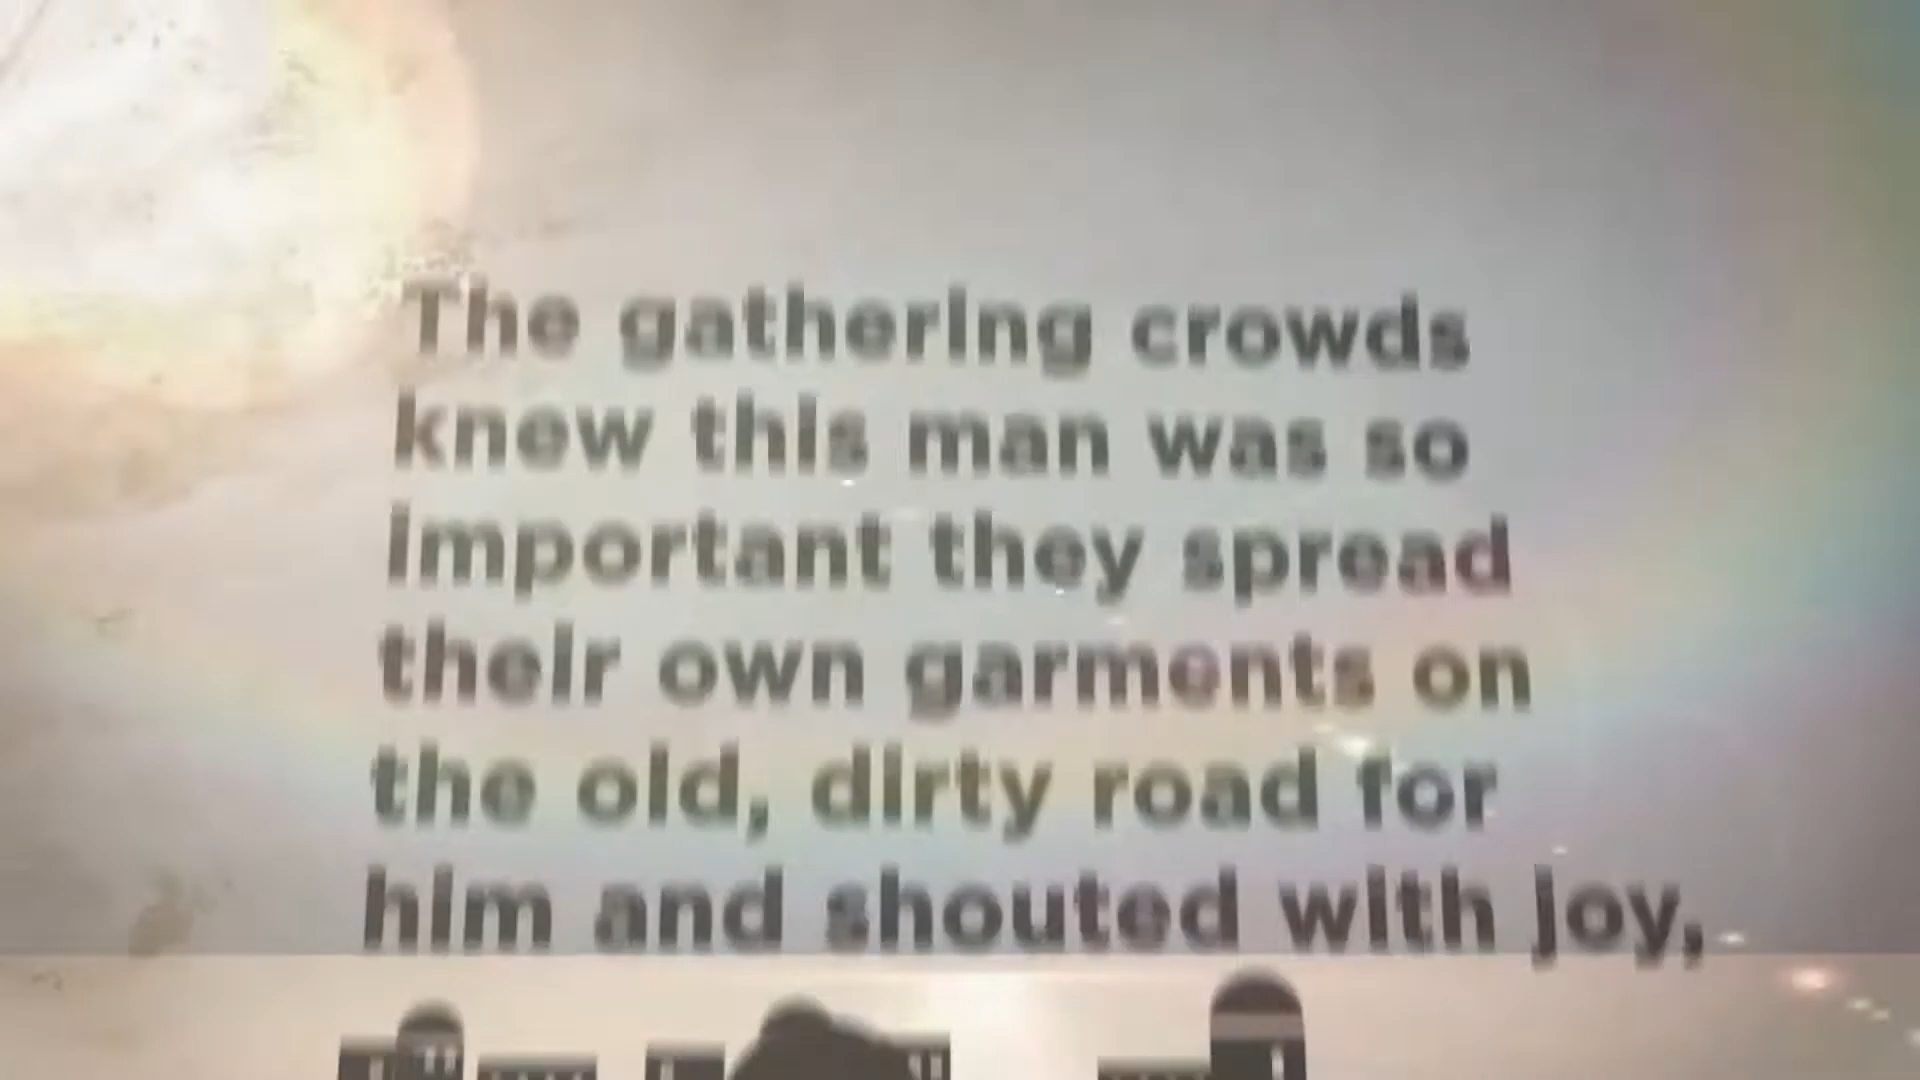 The gathering crowds
knew this man was so
important they spread
their own garments on
the old, dirty road for
him and shouted with joy,